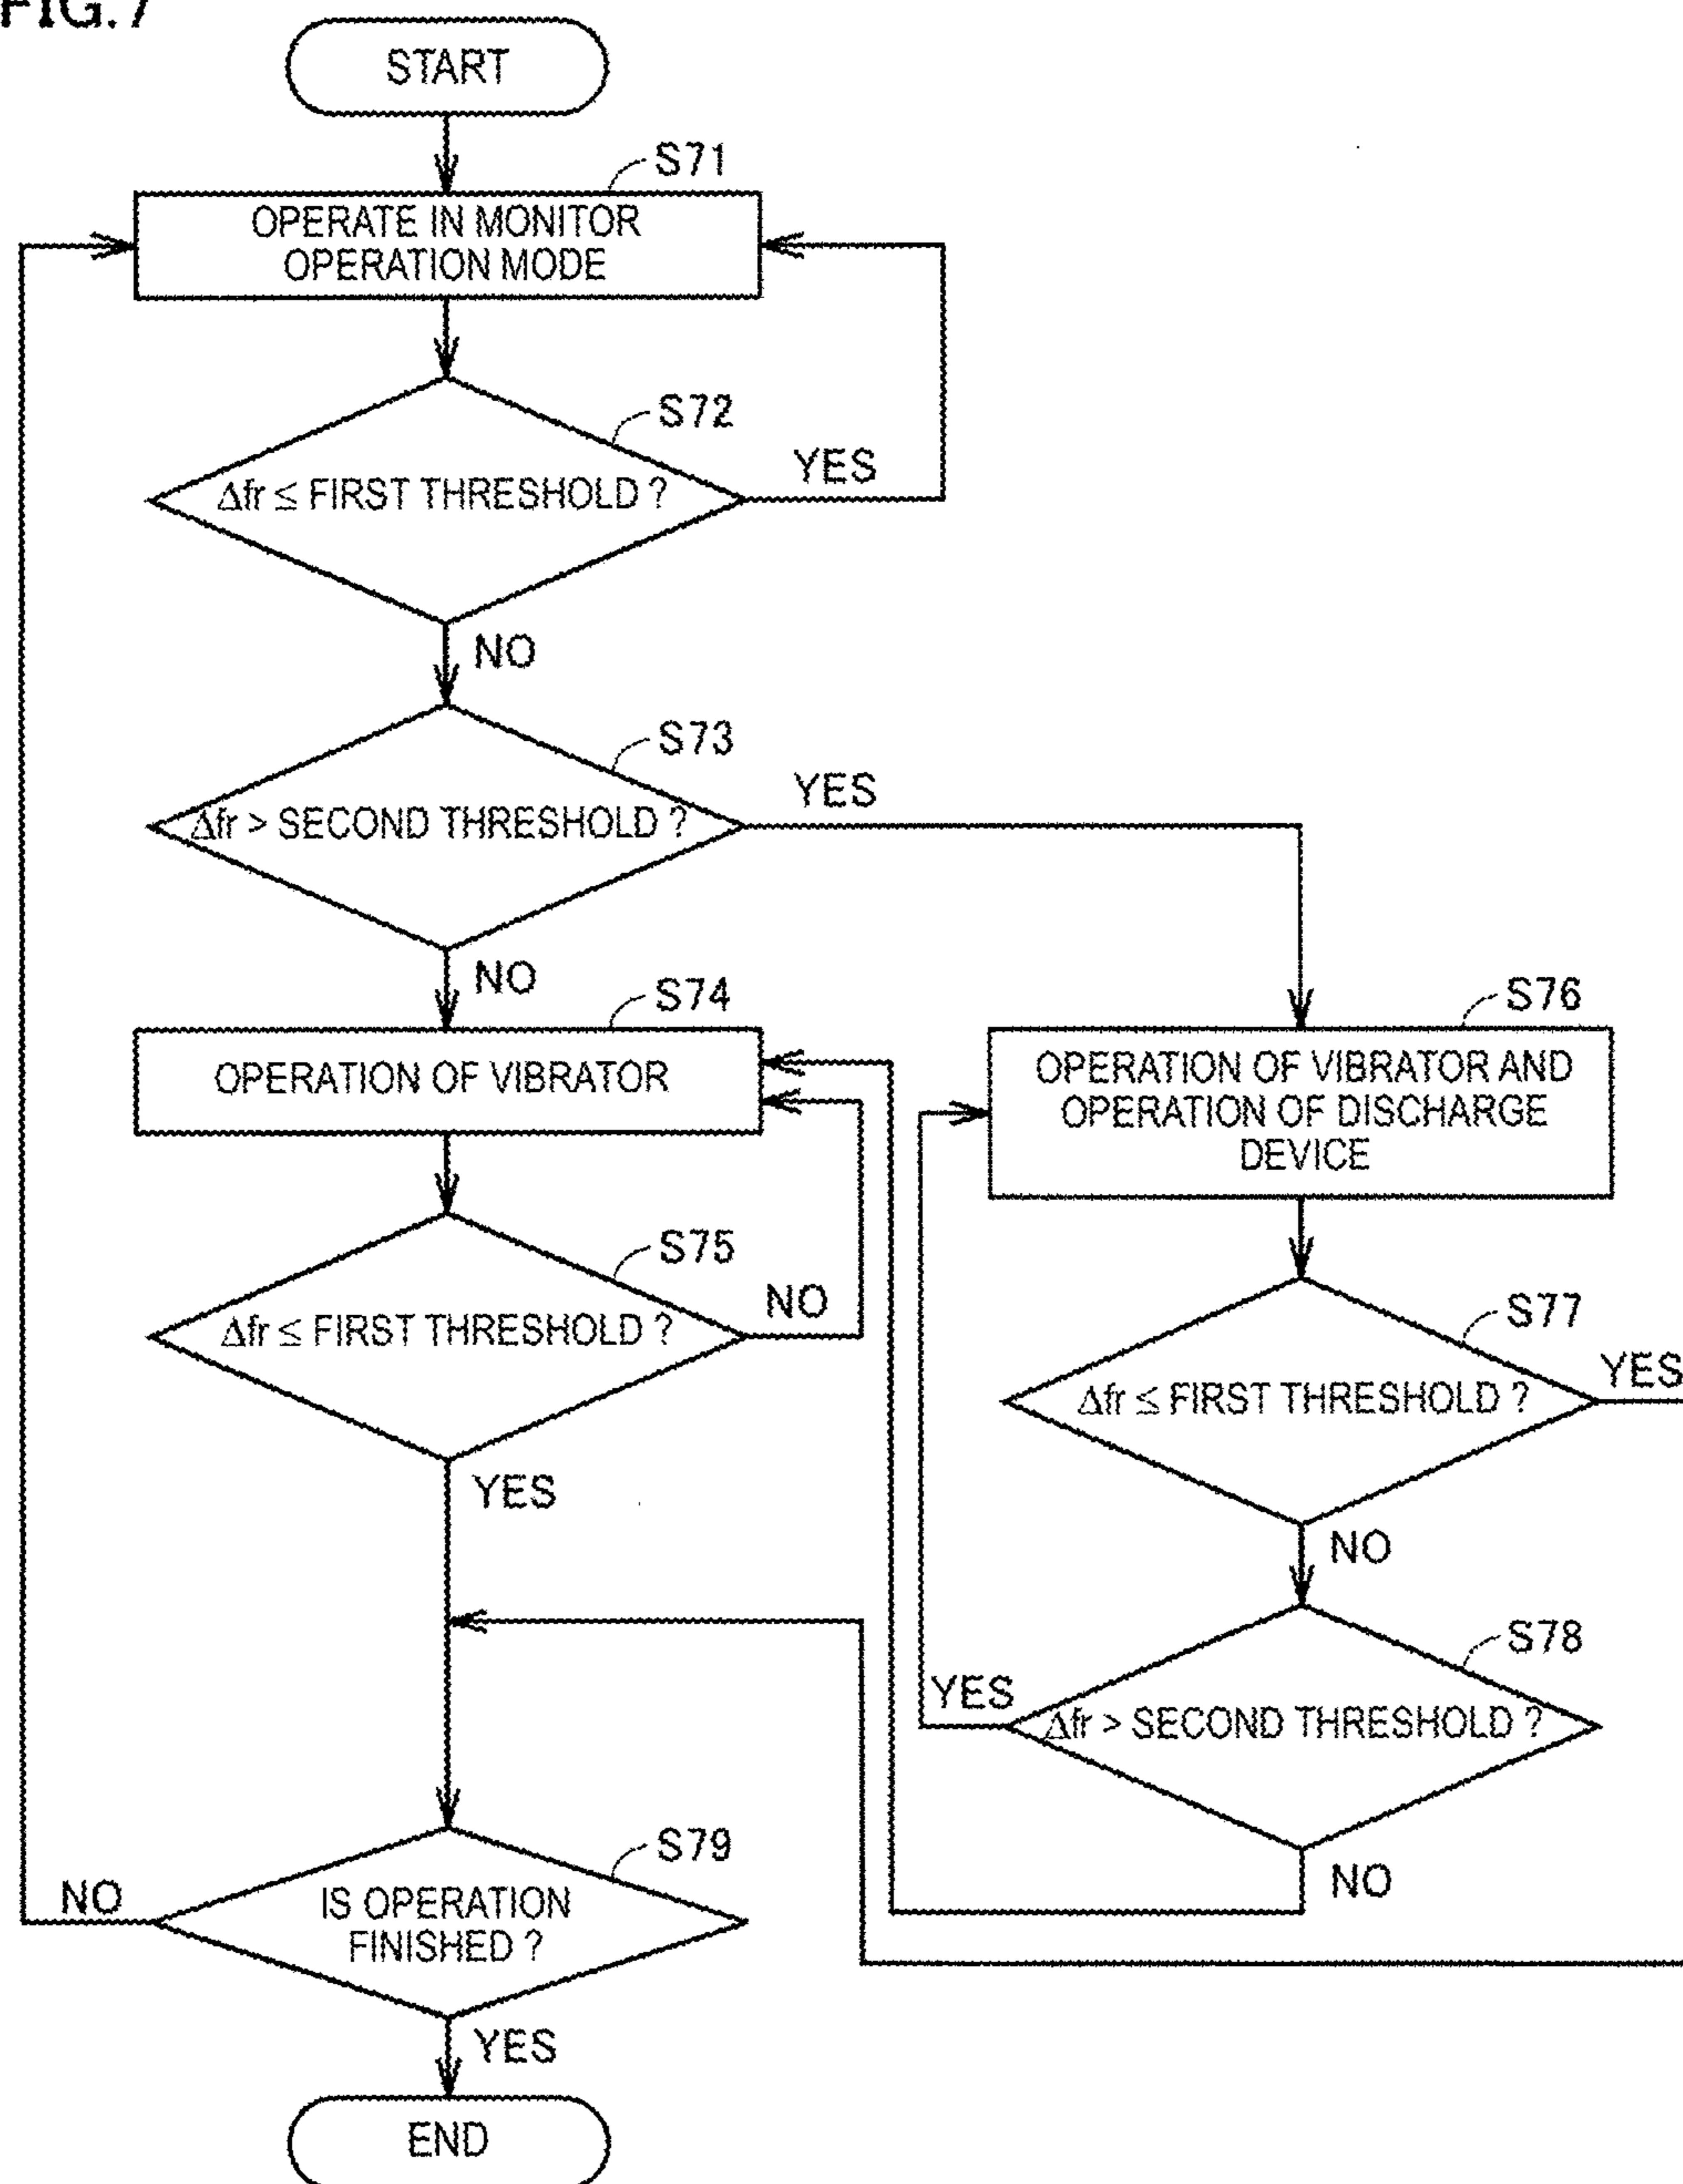 FIG. 7
START
S71
OPERATE IN MONITOR
OPERATION MODE
S72
Δfr ≤ FIRST THRESHOLD ?
YES
NO
S73
Δfr > SECOND THRESHOLD ?
YES
NO
S74
OPERATION OF VIBRATOR
S75
Δfr ≤ FIRST THRESHOLD ?
NO
YES
S76
OPERATION OF VIBRATOR AND
OPERATION OF DISCHARGE
DEVICE
S77
Δfr ≤ FIRST THRESHOLD ?
YES
NO
S78
Δfr > SECOND THRESHOLD ?
YES
NO
S79
IS OPERATION
FINISHED ?
NO
YES
END